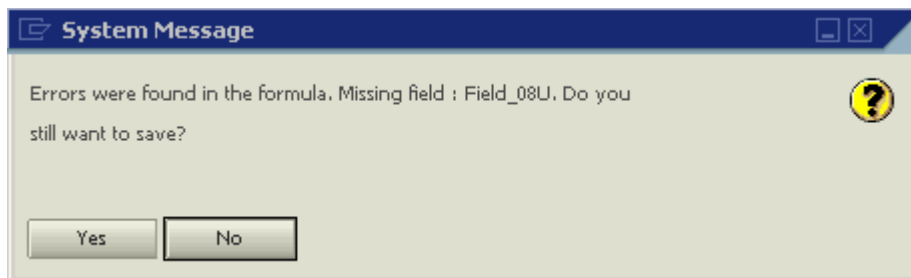 System Message
Errors were found in the formula. Missing field : Field_08U. Do you
still want to save?
Yes No